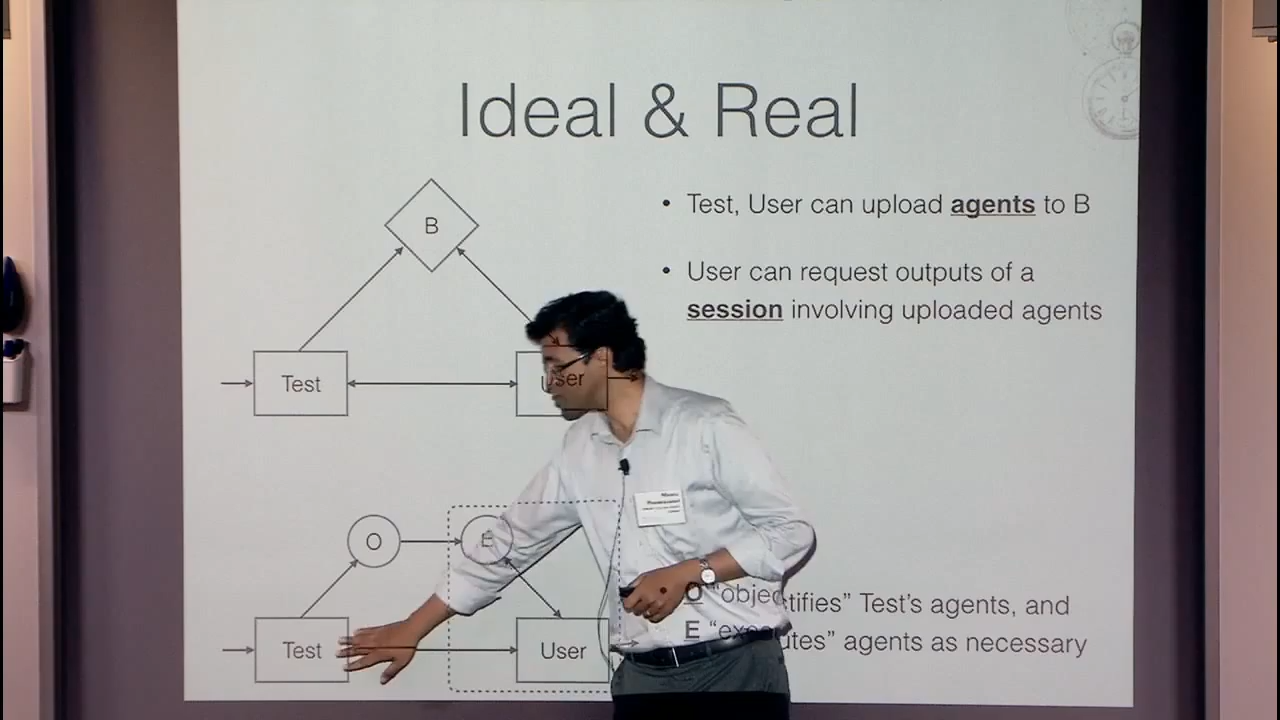 Ideal & Real
B
• Test, User can upload agents to B
• User can request outputs of a
session involving uploaded agents
Test
User
O
E
O "objectifies" Test's agents, and
E "executes" agents as necessary
Test
User